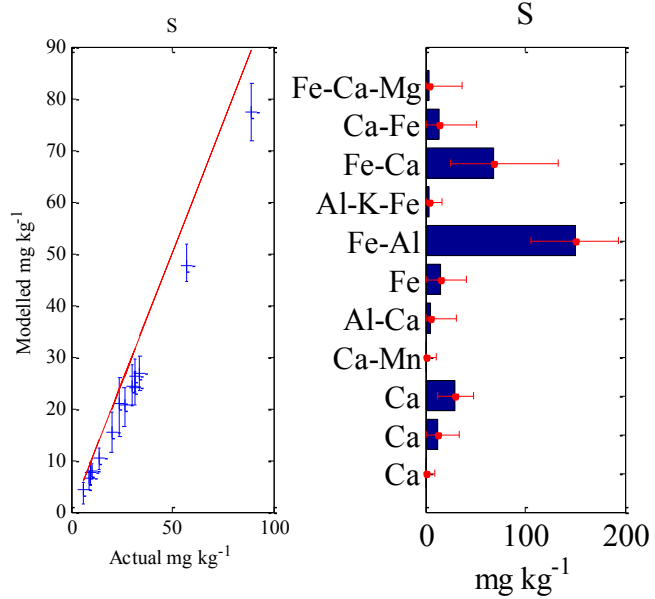 S
90
80
70
60
50
40
30
20
10
0
0 50 100
Modelled mg kg⁻¹
Actual mg kg⁻¹
S
Fe-Ca-Mg
Ca-Fe
Fe-Ca
Al-K-Fe
Fe-Al
Fe
Al-Ca
Ca-Mn
Ca
Ca
Ca
0 100 200
mg kg⁻¹